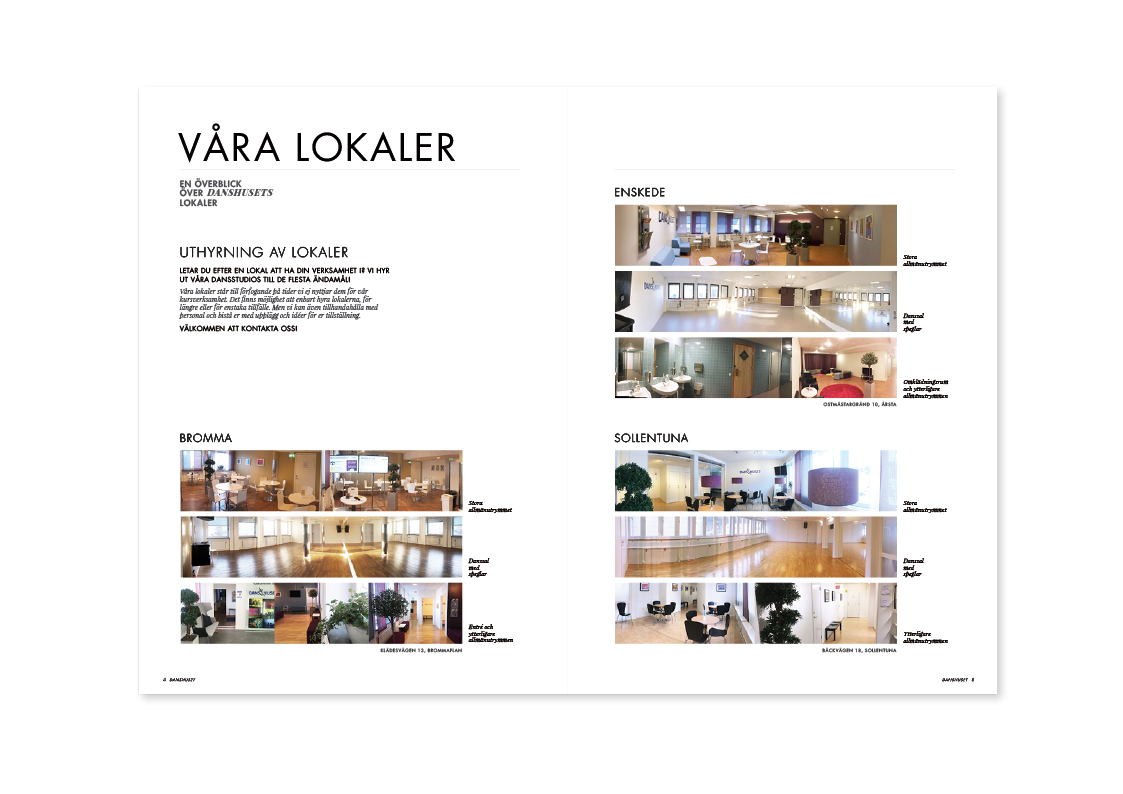 VÅRA LOKALER
EN ÖVERBLICK
ÖVER DANSHUSETS
LOKALER
UTHYRNING AV LOKALER
LETAR DU EFTER EN LOKAL ATT HA DIN VERKSAMHET I? VI HYR
UT VÅRA DANSSTUDIOS TILL DE FLESTA ÄNDAMÅL!
Våra lokaler står till förfogande på tider vi ej nyttjar dem för vår
kursverksamhet. Det finns möjlighet att enbart hyra lokalerna, för
längre eller för enstaka tillfälle. Men vi kan även tillhandahålla med
personal och bistå er med upplägg och idéer för er tillställning.
VÄLKOMMEN ATT KONTAKTA OSS!
BROMMA
Stora
allmänutrymmet
Danssal
med
speglar
DANS HUSE
Entré och
ytterligare
allmänutrymmen
KLÄDESVÄGEN 12, BROMMAPLAN
4 DANSHUSET
ENSKEDE
Stora
allmänutrymmet
Danssal
med
speglar
Omklädningsrum
och ytterligare
allmänutrymmen
OSTMÄSTARGRÄND 10, ÅRSTA
SOLLENTUNA
DANS HUSET
Stora
allmänutrymmet
Danssal
med
speglar
Ytterligare
allmänutrymmen
BÄCKVÄGEN 18, SOLLENTUNA
DANSHUSET 5